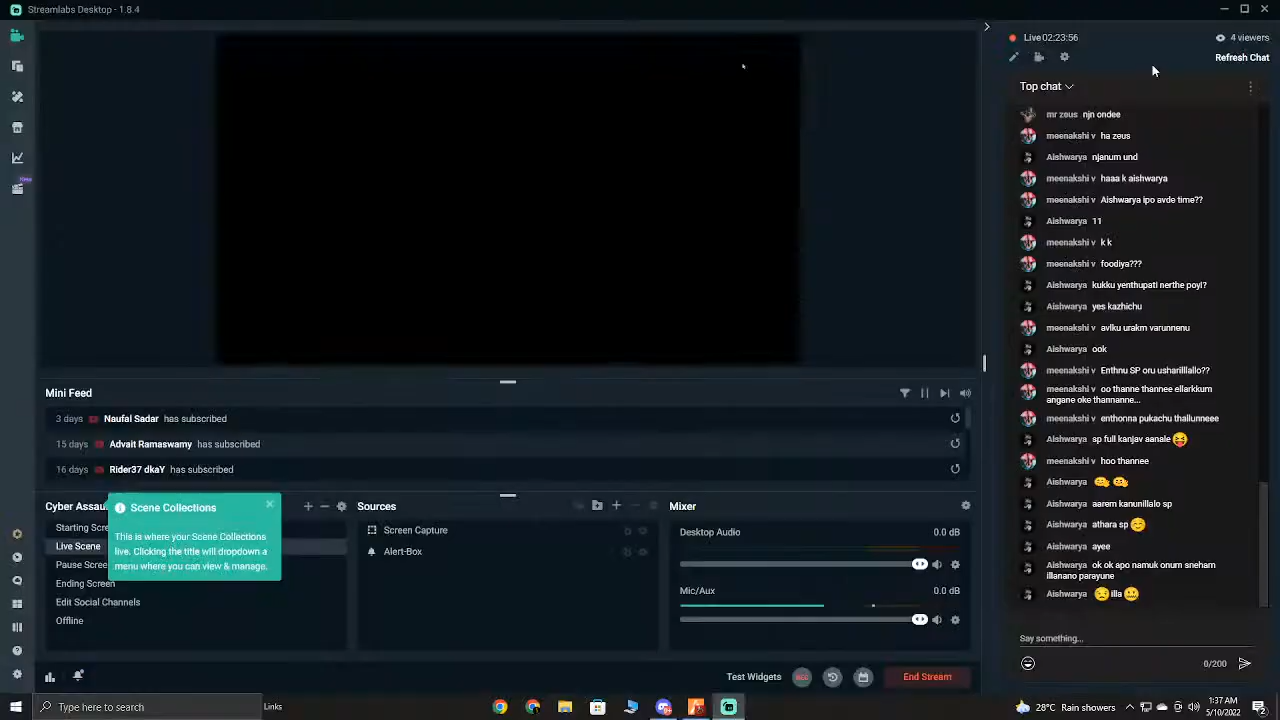 Streamlabs Desktop - 1.8.4
Live 02:23:56
4 viewers
Refresh Chat
Top chat
mr zeus njn ondee
meenakshi v ha zeus
Aishwarya njanum und
meenakshi v haaa k aishwarya
meenakshi v Aishwarya ipo avde time??
Aishwarya 11
meenakshi v k k
meenakshi v foodiya???
Aishwarya kukku yenthupati nerthe poyi?
Aishwarya yes kazhichu
meenakshi v avlku urakm varunnenu
Aishwarya ook
meenakshi v Enthnu SP oru usharilllallo??
meenakshi v oo thanne thannee ellarkkum
angane oke thannanne...
meenakshi v enthonna pukachu thallunneee
Aishwarya sp full kanjav aanale 😝
meenakshi v hoo thannee
Aishwarya
Aishwarya aarem kanunillalo sp
Aishwarya athara sp 😊
Aishwarya ayee
Aishwarya ok ok apo namuk onum sneham
illanano parayune
Aishwarya 😒 illa 🙂
Say something...
0/200
Mini Feed
3 days Naufal Sadar has subscribed
15 days Advait Ramaswamy has subscribed
16 days Rider37 dkaY has subscribed
Cyber Assau
Starting Scre
Live Scene
Pause Scree
Ending Screen
Edit Social Channels
Offline
Scene Collections
This is where your Scene Collections
live. Clicking the title will dropdown a
menu where you can view & manage.
Sources
Screen Capture
Alert-Box
Mixer
Desktop Audio 0.0 dB
Mic/Aux 0.0 dB
Test Widgets
REC
End Stream
Type here to search
Links
29°C Rain showers
1:37 AM
5/10/2022